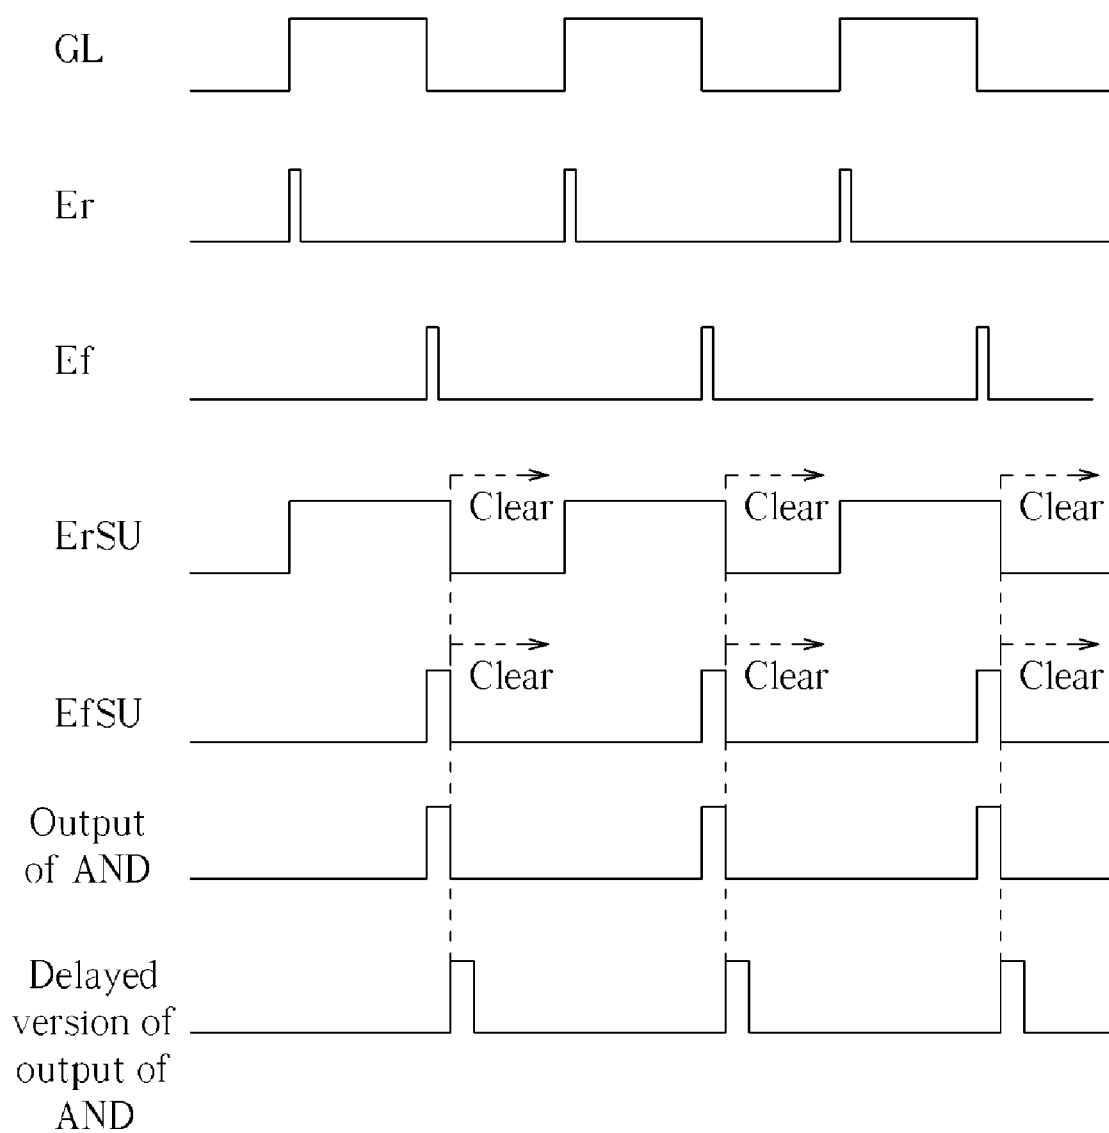 GL
Er
Ef
Clear Clear Clear
ErSU
Clear Clear Clear
EfSU
Output
of AND
Delayed
version of
output of
AND